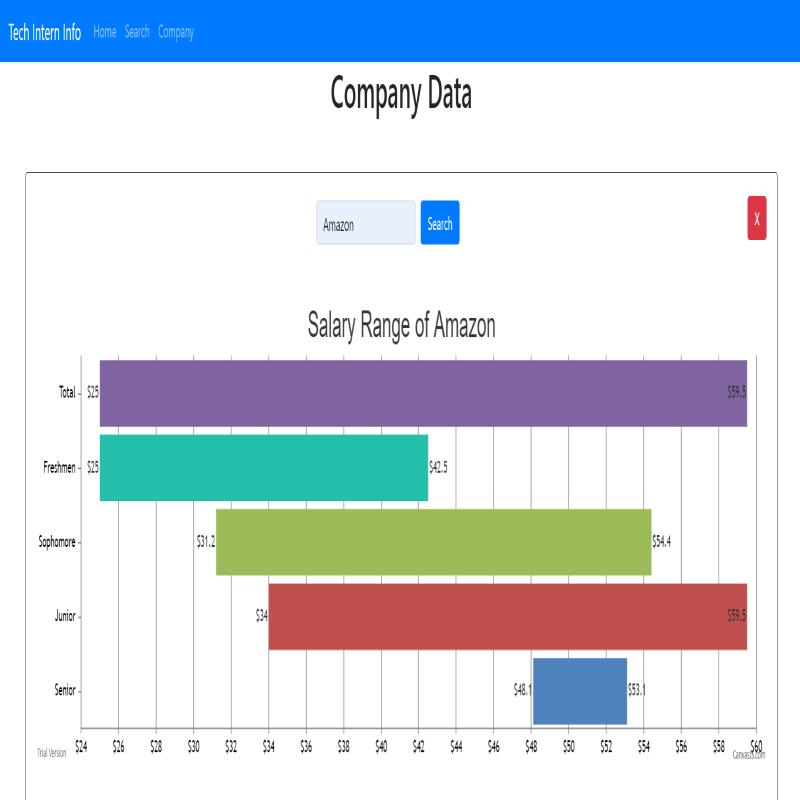 Tech Intern Info Home Search Company
Company Data
Amazon Search X
Salary Range of Amazon
Total $25 $59.5
Freshmen $25 $42.5
Sophomore $31.2 $54.4
Junior $34 $59.5
Senior $48.1 $53.1
$24 $26 $28 $30 $32 $34 $36 $38 $40 $42 $44 $46 $48 $50 $52 $54 $56 $58 $60
Trial Version CanvasJS.com